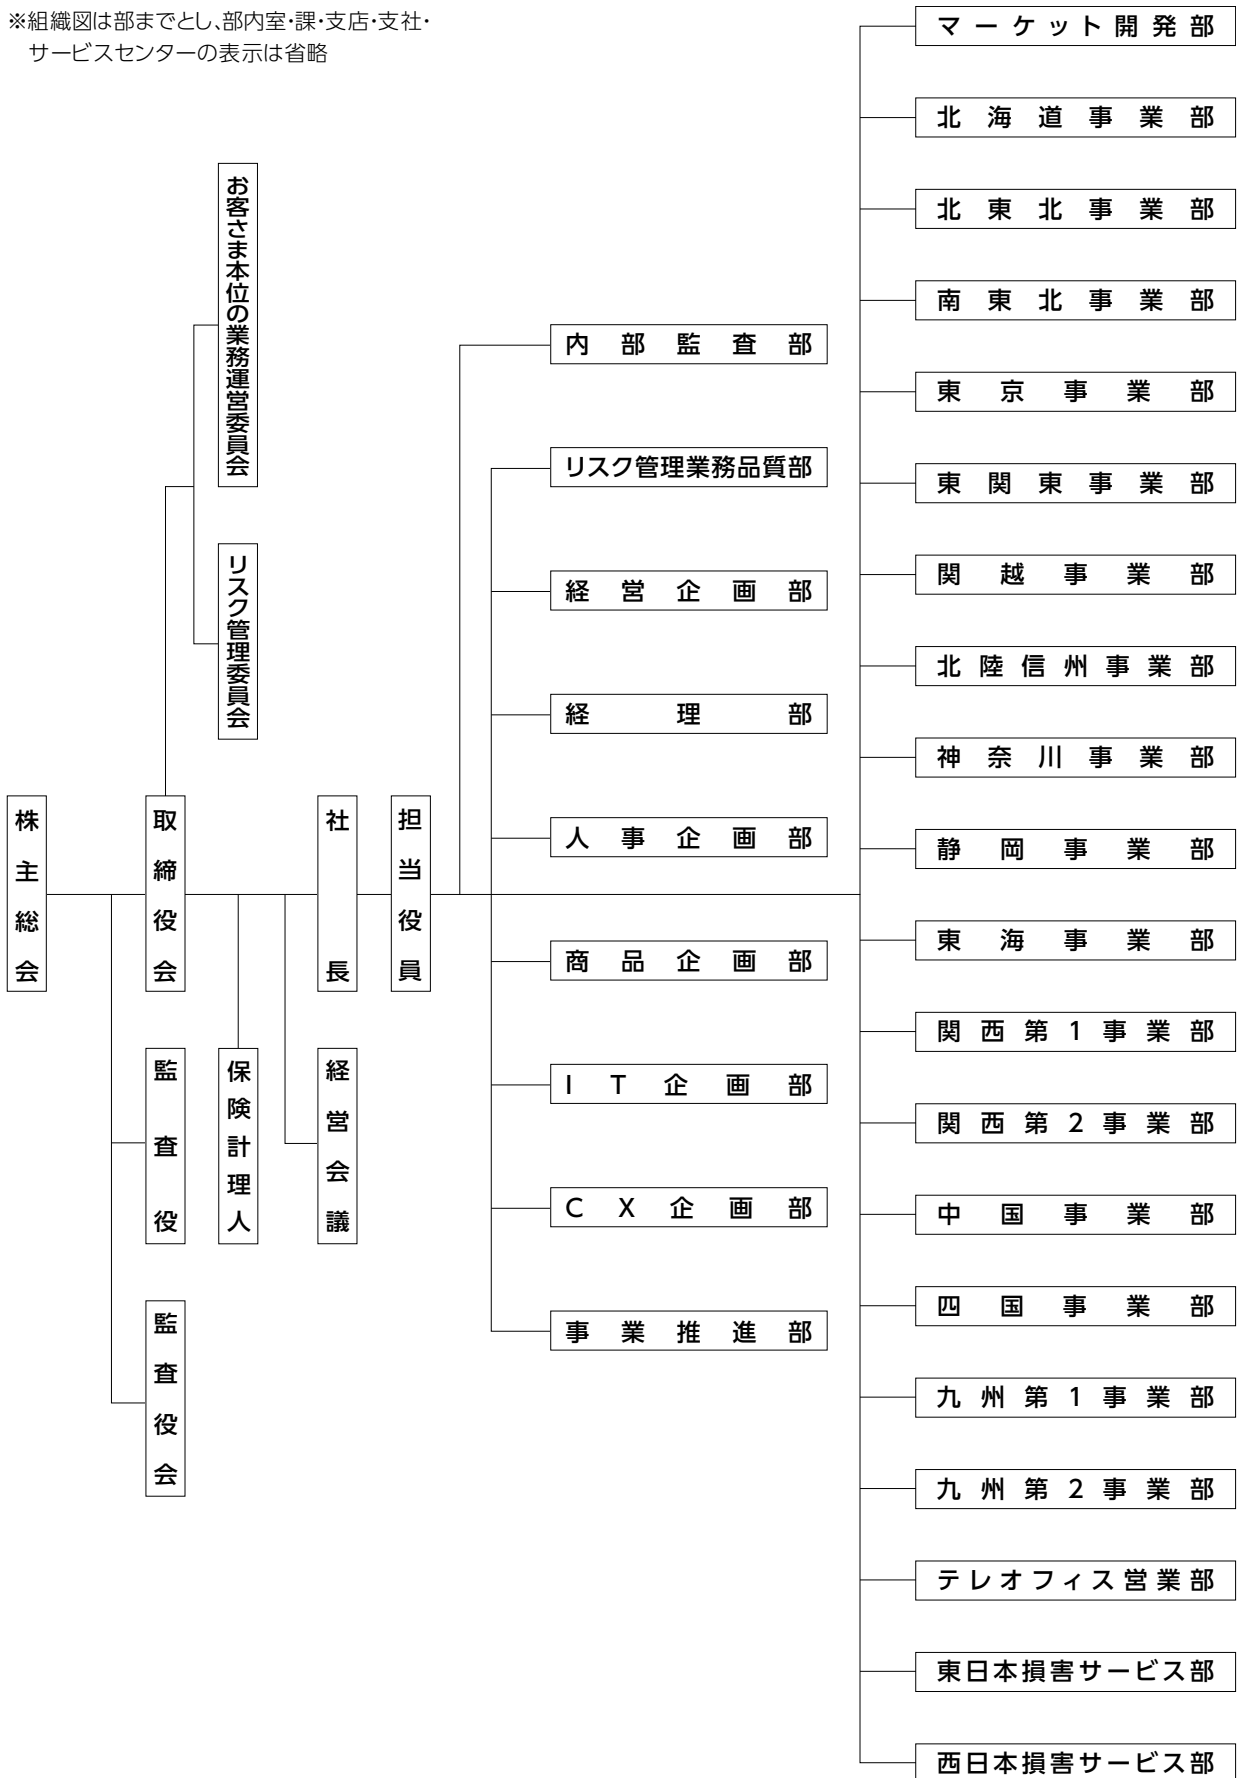 ※組織図は部までとし、部内室・課・支店・支社・
サービスセンターの表示は省略
お客さま本位の業務運営委員会
リスク管理委員会
株主総会
取締役会
社長
担当役員
監査役
保険計理人
経営会議
監査役会
内部監査部
リスク管理業務品質部
経営企画部
経理部
人事企画部
商品企画部
IT企画部
CX企画部
事業推進部
マーケット開発部
北海道事業部
北東北事業部
南東北事業部
東京事業部
東関東事業部
関越事業部
北陸信州事業部
神奈川事業部
静岡事業部
東海事業部
関西第1事業部
関西第2事業部
中国事業部
四国事業部
九州第1事業部
九州第2事業部
テレオフィス営業部
東日本損害サービス部
西日本損害サービス部